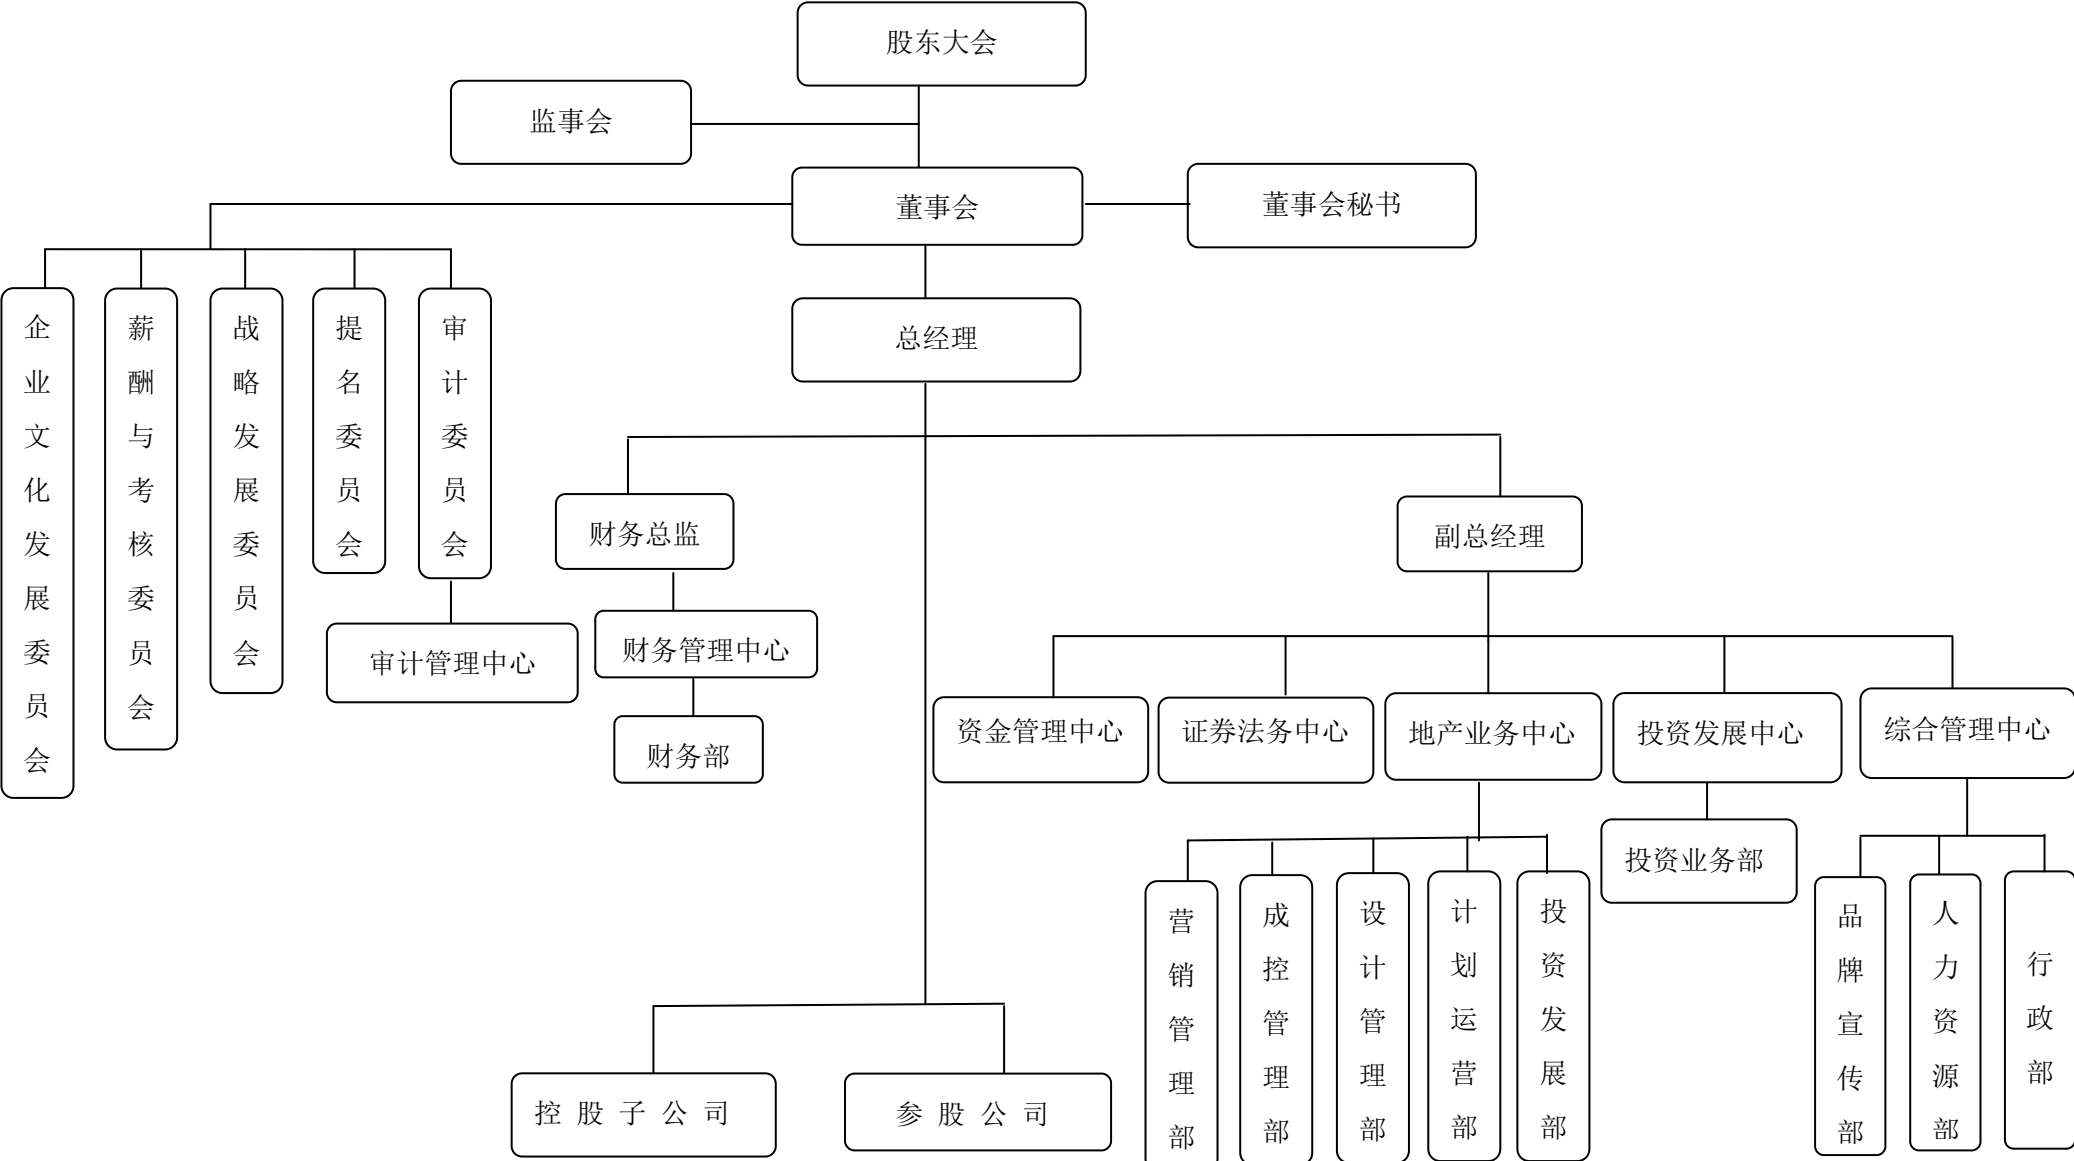 股东大会
监事会
董事会
董事会秘书
总经理
企业文化发展委员会
薪酬与考核委员会
战略发展委员会
提名委员会
审计委员会
审计管理中心
财务总监
财务管理中心
财务部
副总经理
资金管理中心
证券法务中心
地产业务中心
投资发展中心
综合管理中心
投资业务部
营销管理部
成控管理部
设计管理部
计划运营部
投资发展部
品牌宣传部
人力资源部
行政部
控股子公司
参股公司